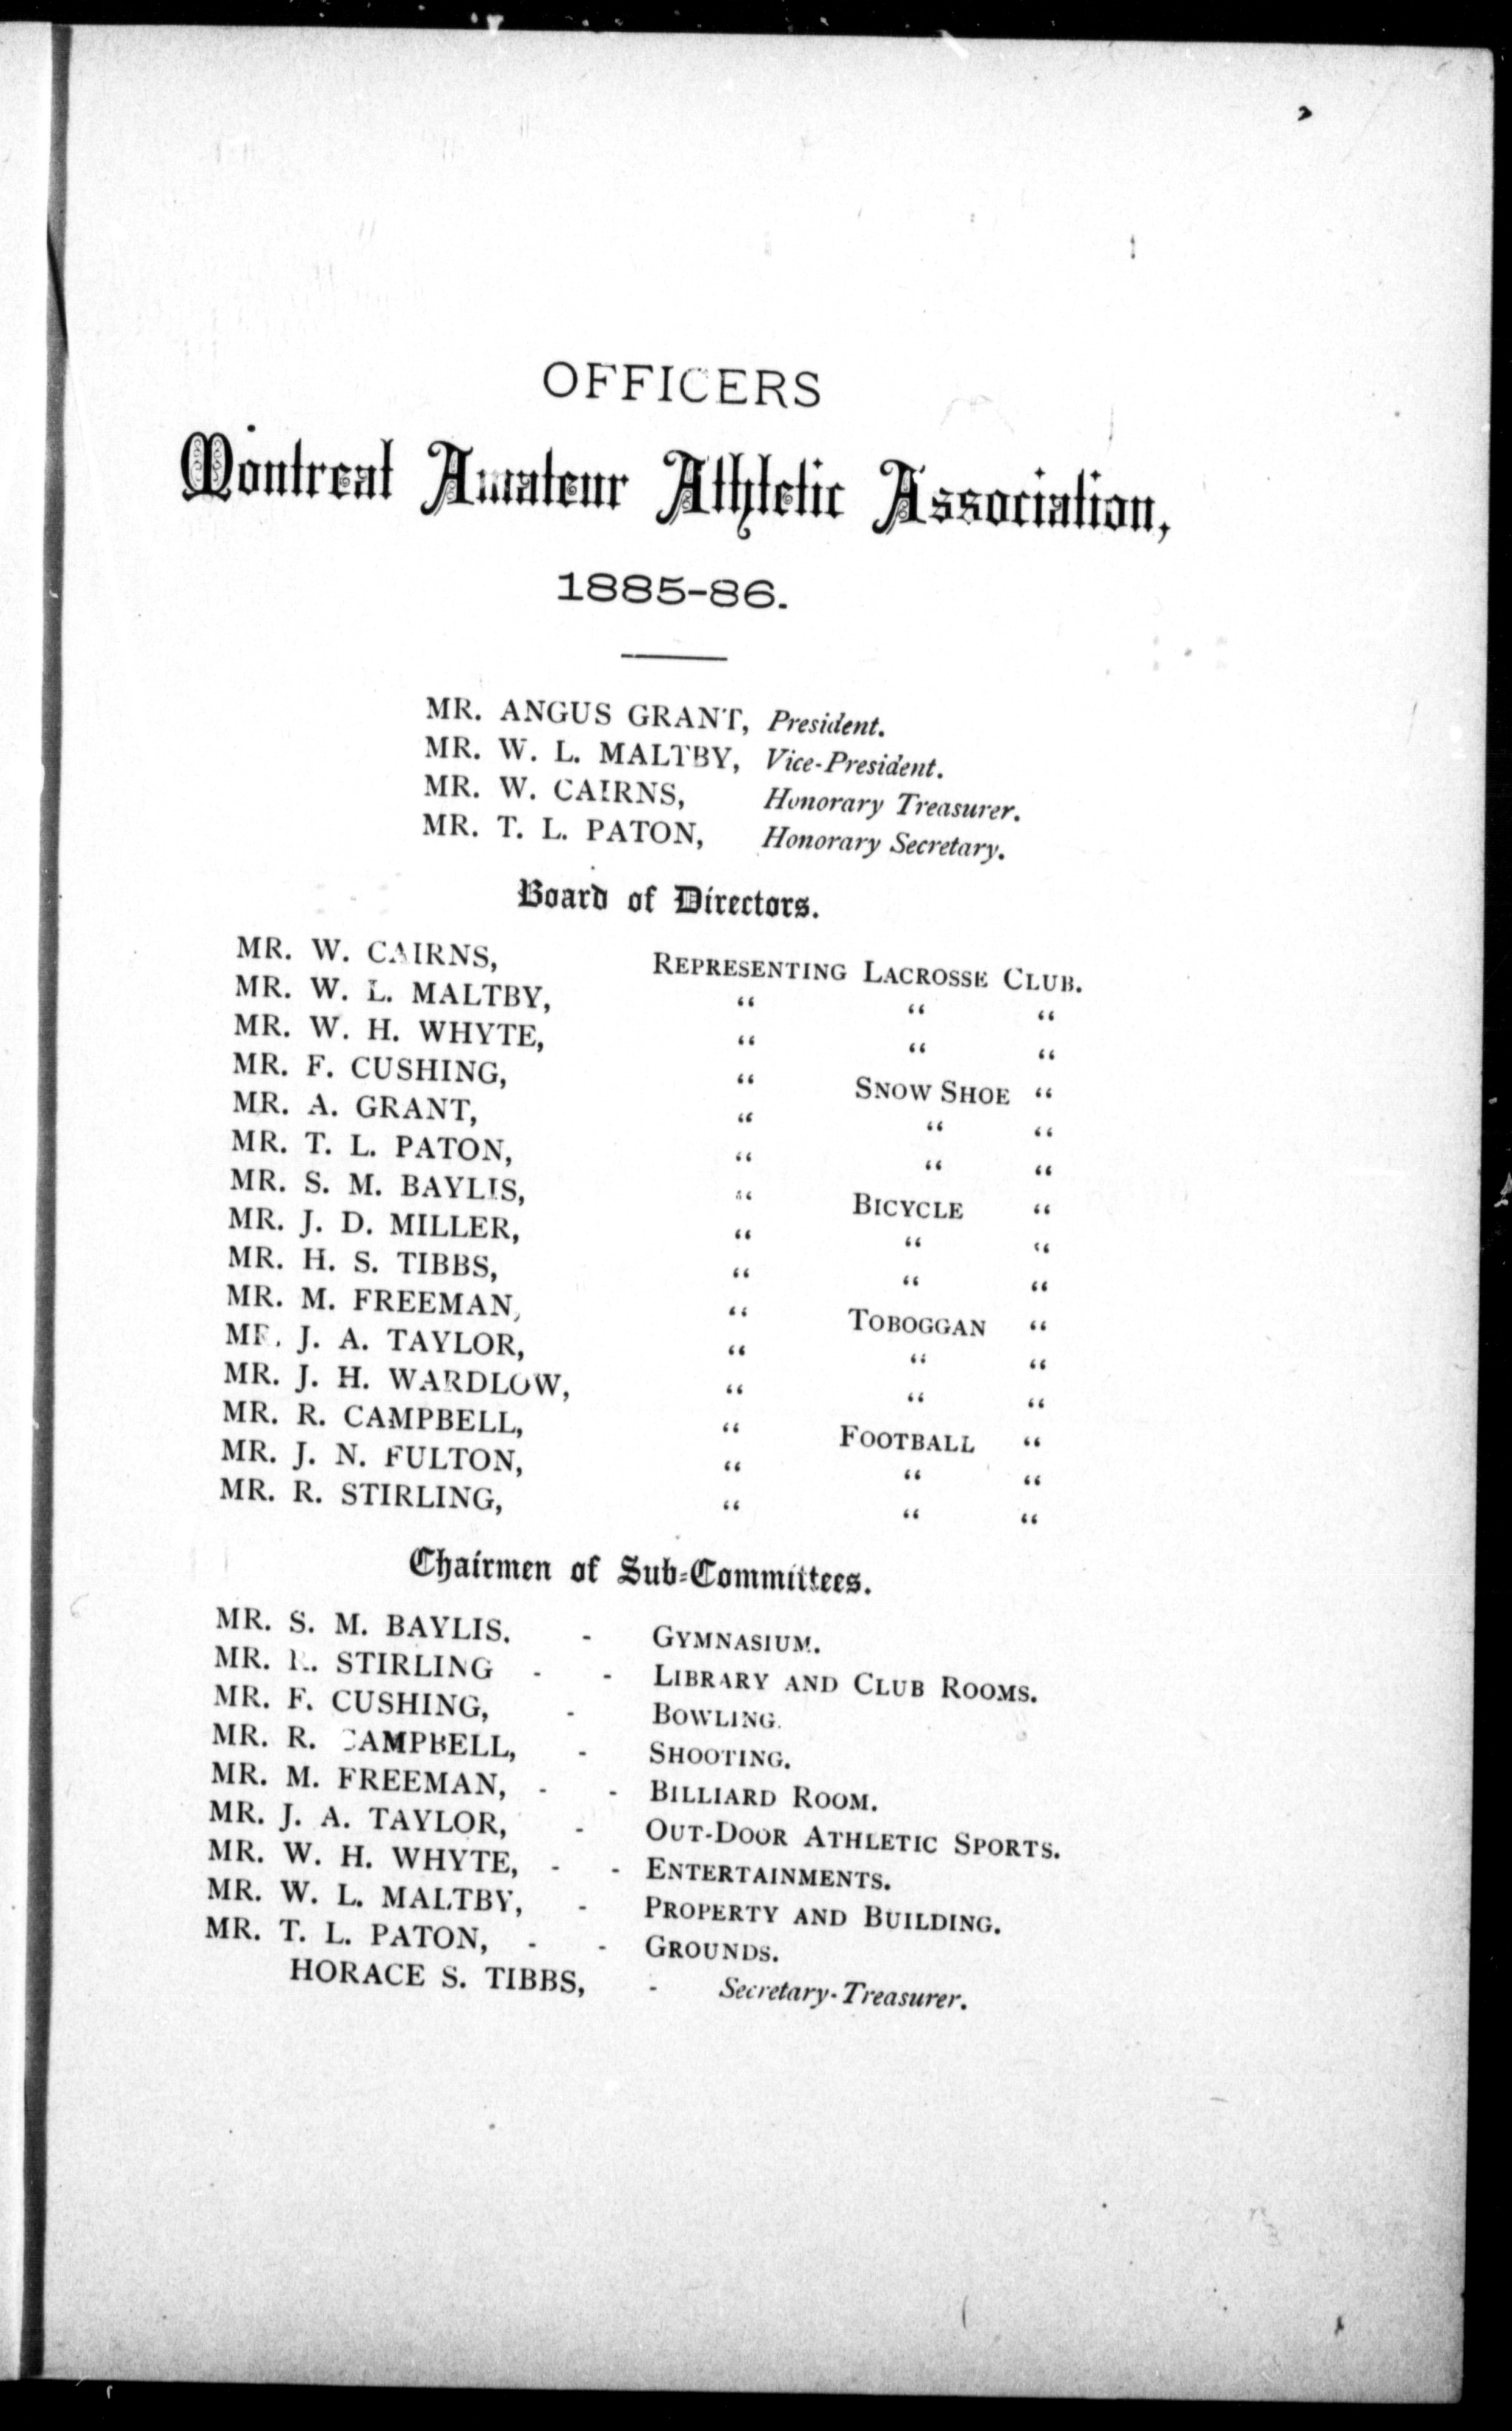 OFFICERS
Montreal Amateur Athletic Association,
1885-86.
MR. ANGUS GRANT, President.
MR. W. L. MALTBY, Vice-President.
MR. W. CAIRNS, Honorary Treasurer.
MR. T. L. PATON, Honorary Secretary.
Board of Directors.
MR. W. CAIRNS, REPRESENTING LACROSSE CLUB.
MR. W. L. MALTBY, “ “ “
MR. W. H. WHYTE, “ “ “
MR. F. CUSHING, “ SNOW SHOE “
MR. A. GRANT, “ “ “
MR. T. L. PATON, “ “ “
MR. S. M. BAYLIS, “ BICYCLE “
MR. J. D. MILLER, “ “ “
MR. H. S. TIBBS, “ “ “
MR. M. FREEMAN, “ TOBOGGAN “
MR. J. A. TAYLOR, “ “ “
MR. J. H. WARDLOW, “ “ “
MR. R. CAMPBELL, “ FOOTBALL “
MR. J. N. FULTON, “ “ “
MR. R. STIRLING, “ “ “
Chairmen of Sub-Committees.
MR. S. M. BAYLIS. - GYMNASIUM.
MR. R. STIRLING - - LIBRARY AND CLUB ROOMS.
MR. F. CUSHING, - BOWLING.
MR. R. CAMPBELL, - SHOOTING.
MR. M. FREEMAN, - - BILLIARD ROOM.
MR. J. A. TAYLOR, - OUT-DOOR ATHLETIC SPORTS.
MR. W. H. WHYTE, - - ENTERTAINMENTS.
MR. W. L. MALTBY, - PROPERTY AND BUILDING.
MR. T. L. PATON, - - GROUNDS.
HORACE S. TIBBS, - Secretary-Treasurer.